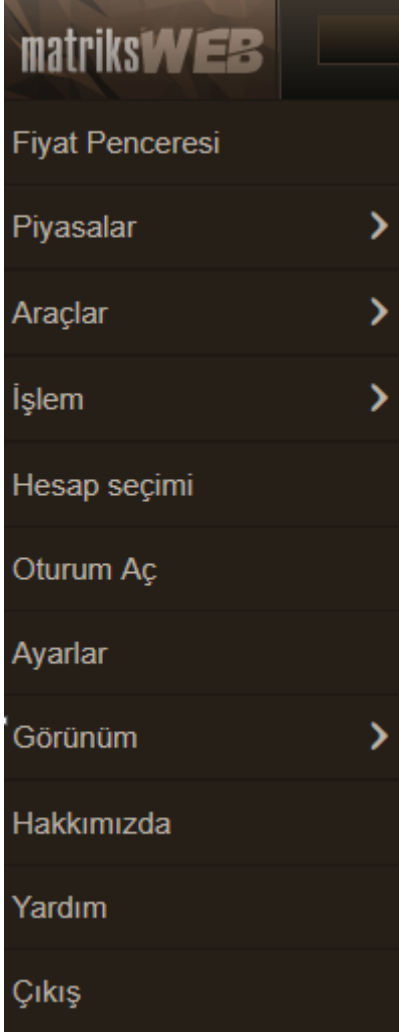 matriksWEB
Fiyat Penceresi
Piyasalar
Araçlar
İşlem
Hesap seçimi
Oturum Aç
Ayarlar
Görünüm
Hakkımızda
Yardım
Çıkış